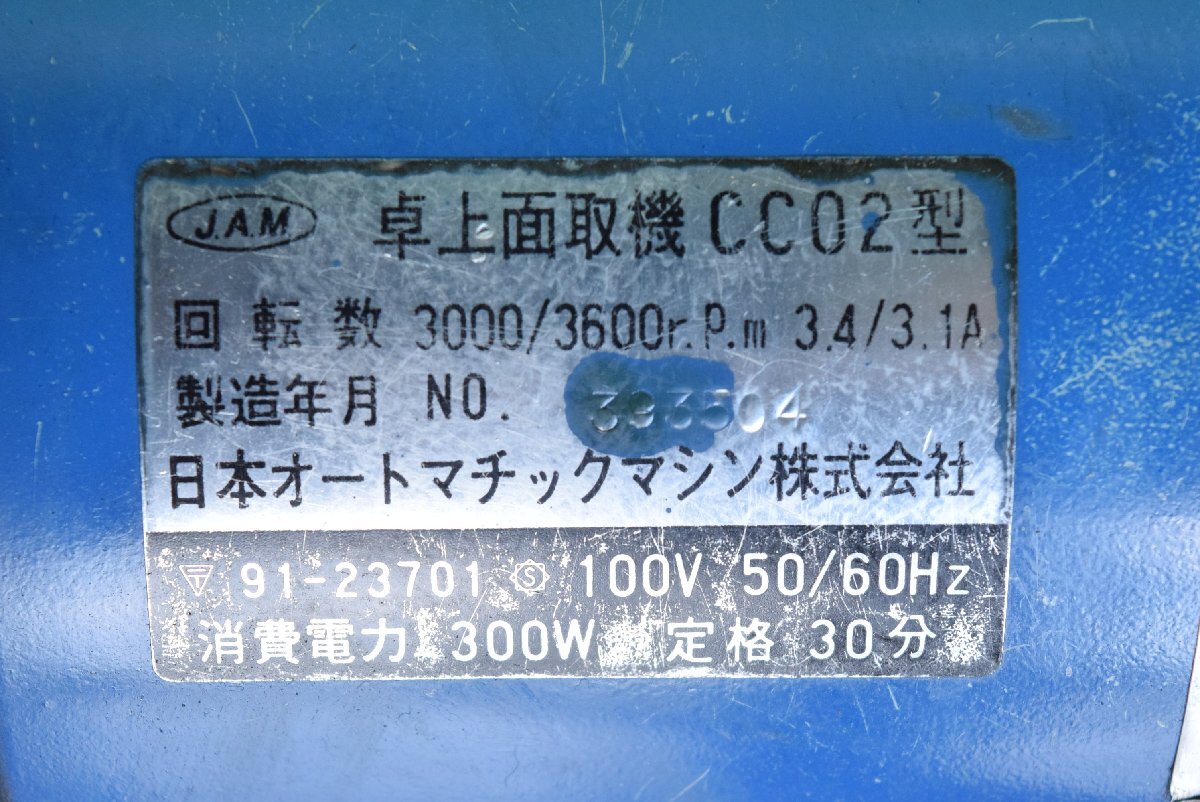 J.A.M 卓上面取機 CC02型
回転数 3000/3600r.P.m 3.4/3.1A
製造年月 NO. 393504
日本オートマチックマシン株式会社
91-23701 S 100V 50/60Hz
消費電力 300W 定格 30分